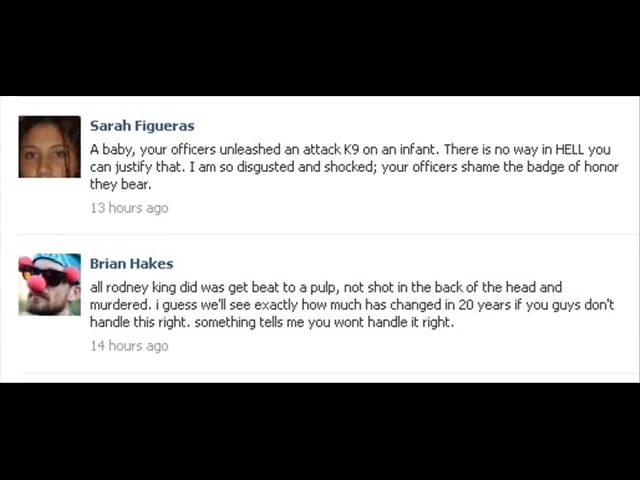 Sarah Figueras
A baby, your officers unleashed an attack K9 on an infant. There is no way in HELL you
can justify that. I am so disgusted and shocked; your officers shame the badge of honor
they bear.
13 hours ago
Brian Hakes
all rodney king did was get beat to a pulp, not shot in the back of the head and
murdered. i guess we'll see exactly how much has changed in 20 years if you guys don't
handle this right. something tells me you wont handle it right.
14 hours ago